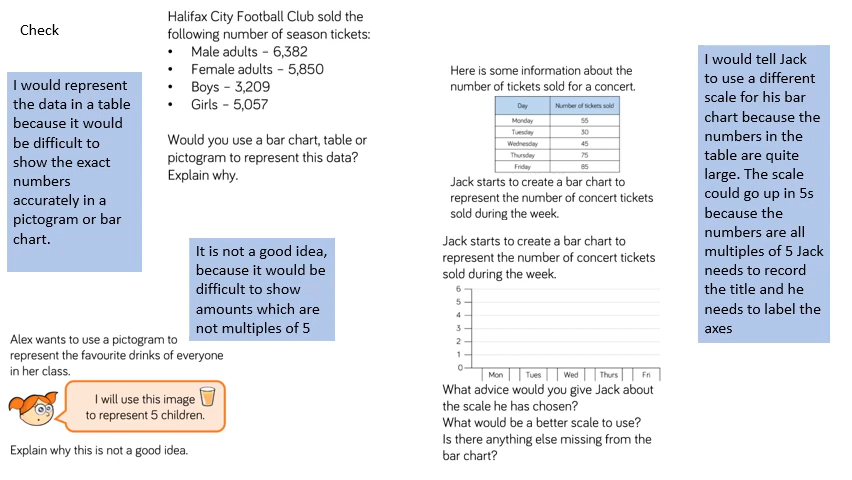 Check
I would represent
the data in a table
because it would
be difficult to
show the exact
numbers
accurately in a
pictogram or bar
chart.
Halifax City Football Club sold the
following number of season tickets:
• Male adults – 6,382
• Female adults – 5,850
• Boys – 3,209
• Girls – 5,057
Would you use a bar chart, table or
pictogram to represent this data?
Explain why.
It is not a good idea,
because it would be
difficult to show
amounts which are
not multiples of 5
Alex wants to use a pictogram to
represent the favourite drinks of everyone
in her class.
I will use this image
to represent 5 children.
Explain why this is not a good idea.
Here is some information about the
number of tickets sold for a concert.
Day Number of tickets sold
Monday 55
Tuesday 30
Wednesday 45
Thursday 75
Friday 85
Jack starts to create a bar chart to
represent the number of concert tickets
sold during the week.
Jack starts to create a bar chart to
represent the number of concert tickets
sold during the week.
6
5
4
3
2
1
0
Mon Tues Wed Thurs Fri
What advice would you give Jack about
the scale he has chosen?
What would be a better scale to use?
Is there anything else missing from the
bar chart?
I would tell Jack
to use a different
scale for his bar
chart because the
numbers in the
table are quite
large. The scale
could go up in 5s
because the
numbers are all
multiples of 5 Jack
needs to record
the title and he
needs to label the
axes